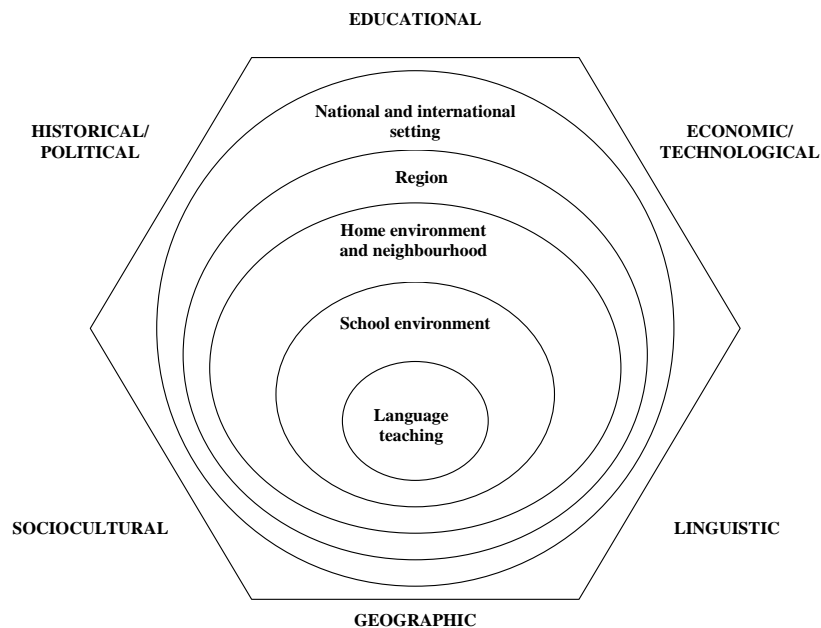 EDUCATIONAL
National and international
setting
HISTORICAL/
POLITICAL
ECONOMIC/
TECHNOLOGICAL
Region
Home environment
and neighbourhood
School environment
Language
teaching
SOCIOCULTURAL
LINGUISTIC
GEOGRAPHIC